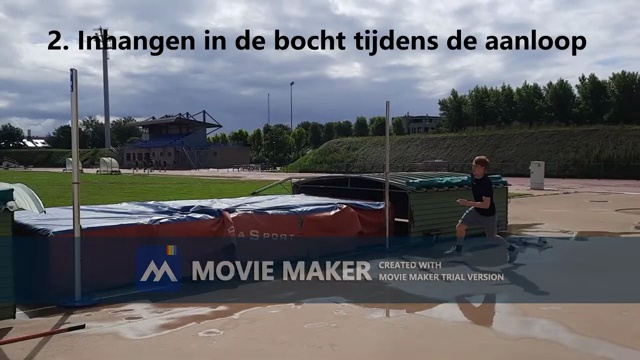 2. Inhangen in de bocht tijdens de aanloop
MOVIE MAKER
CREATED WITH
MOVIE MAKER TRIAL VERSION